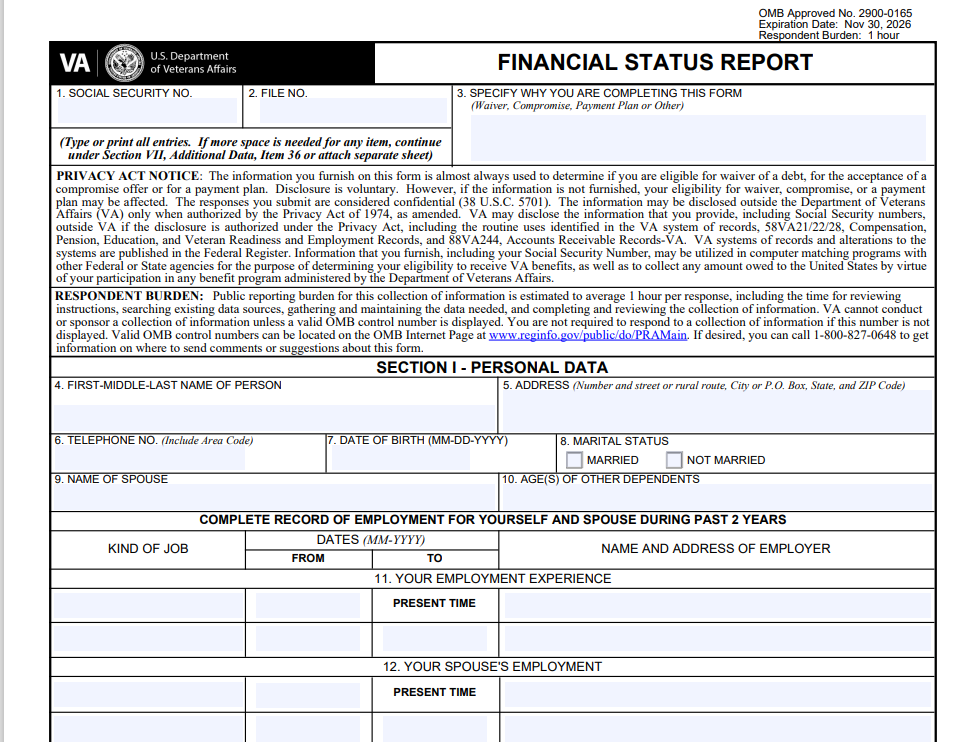 OMB Approved No. 2900-0165
Expiration Date: Nov 30, 2026
Respondent Burden: 1 hour
VA
U.S. Department
of Veterans Affairs
FINANCIAL STATUS REPORT
1. SOCIAL SECURITY NO.
2. FILE NO.
3. SPECIFY WHY YOU ARE COMPLETING THIS FORM
(Waiver, Compromise, Payment Plan or Other)
(Type or print all entries. If more space is needed for any item, continue
under Section VII, Additional Data, Item 36 or attach separate sheet)
PRIVACY ACT NOTICE: The information you furnish on this form is almost always used to determine if you are eligible for waiver of a debt, for the acceptance of a
compromise offer or for a payment plan. Disclosure is voluntary. However, if the information is not furnished, your eligibility for waiver, compromise, or a payment
plan may be affected. The responses you submit are considered confidential (38 U.S.C. 5701). The information may be disclosed outside the Department of Veterans
Affairs (VA) only when authorized by the Privacy Act of 1974, as amended. VA may disclose the information that you provide, including Social Security numbers,
outside VA if the disclosure is authorized under the Privacy Act, including the routine uses identified in the VA system of records, 58VA21/22/28, Compensation,
Pension, Education, and Veteran Readiness and Employment Records, and 88VA244, Accounts Receivable Records-VA. VA systems of records and alterations to the
systems are published in the Federal Register. Information that you furnish, including your Social Security Number, may be utilized in computer matching programs with
other Federal or State agencies for the purpose of determining your eligibility to receive VA benefits, as well as to collect any amount owed to the United States by virtue
of your participation in any benefit program administered by the Department of Veterans Affairs.
RESPONDENT BURDEN: Public reporting burden for this collection of information is estimated to average 1 hour per response, including the time for reviewing
instructions, searching existing data sources, gathering and maintaining the data needed, and completing and reviewing the collection of information. VA cannot conduct
or sponsor a collection of information unless a valid OMB control number is displayed. You are not required to respond to a collection of information if this number is not
displayed. Valid OMB control numbers can be located on the OMB Internet Page at www.reginfo.gov/public/do/PRAMain. If desired, you can call 1-800-827-0648 to get
information on where to send comments or suggestions about this form.
SECTION I - PERSONAL DATA
4. FIRST-MIDDLE-LAST NAME OF PERSON
5. ADDRESS (Number and street or rural route, City or P.O. Box, State, and ZIP Code)
6. TELEPHONE NO. (Include Area Code)
7. DATE OF BIRTH (MM-DD-YYYY)
8. MARITAL STATUS
MARRIED
NOT MARRIED
9. NAME OF SPOUSE
10. AGE(S) OF OTHER DEPENDENTS
COMPLETE RECORD OF EMPLOYMENT FOR YOURSELF AND SPOUSE DURING PAST 2 YEARS
KIND OF JOB
DATES (MM-YYYY)
FROM
TO
NAME AND ADDRESS OF EMPLOYER
11. YOUR EMPLOYMENT EXPERIENCE
PRESENT TIME
12. YOUR SPOUSE'S EMPLOYMENT
PRESENT TIME